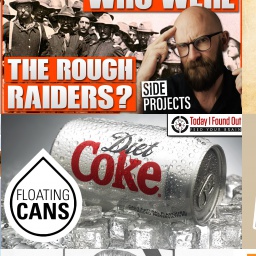 WHO WERE
THE ROUGH
RAIDERS?
SIDE
PROJECTS
Today I Found Out
FEED YOUR BRAIN
Diet
Coke
FLOATING
CANS